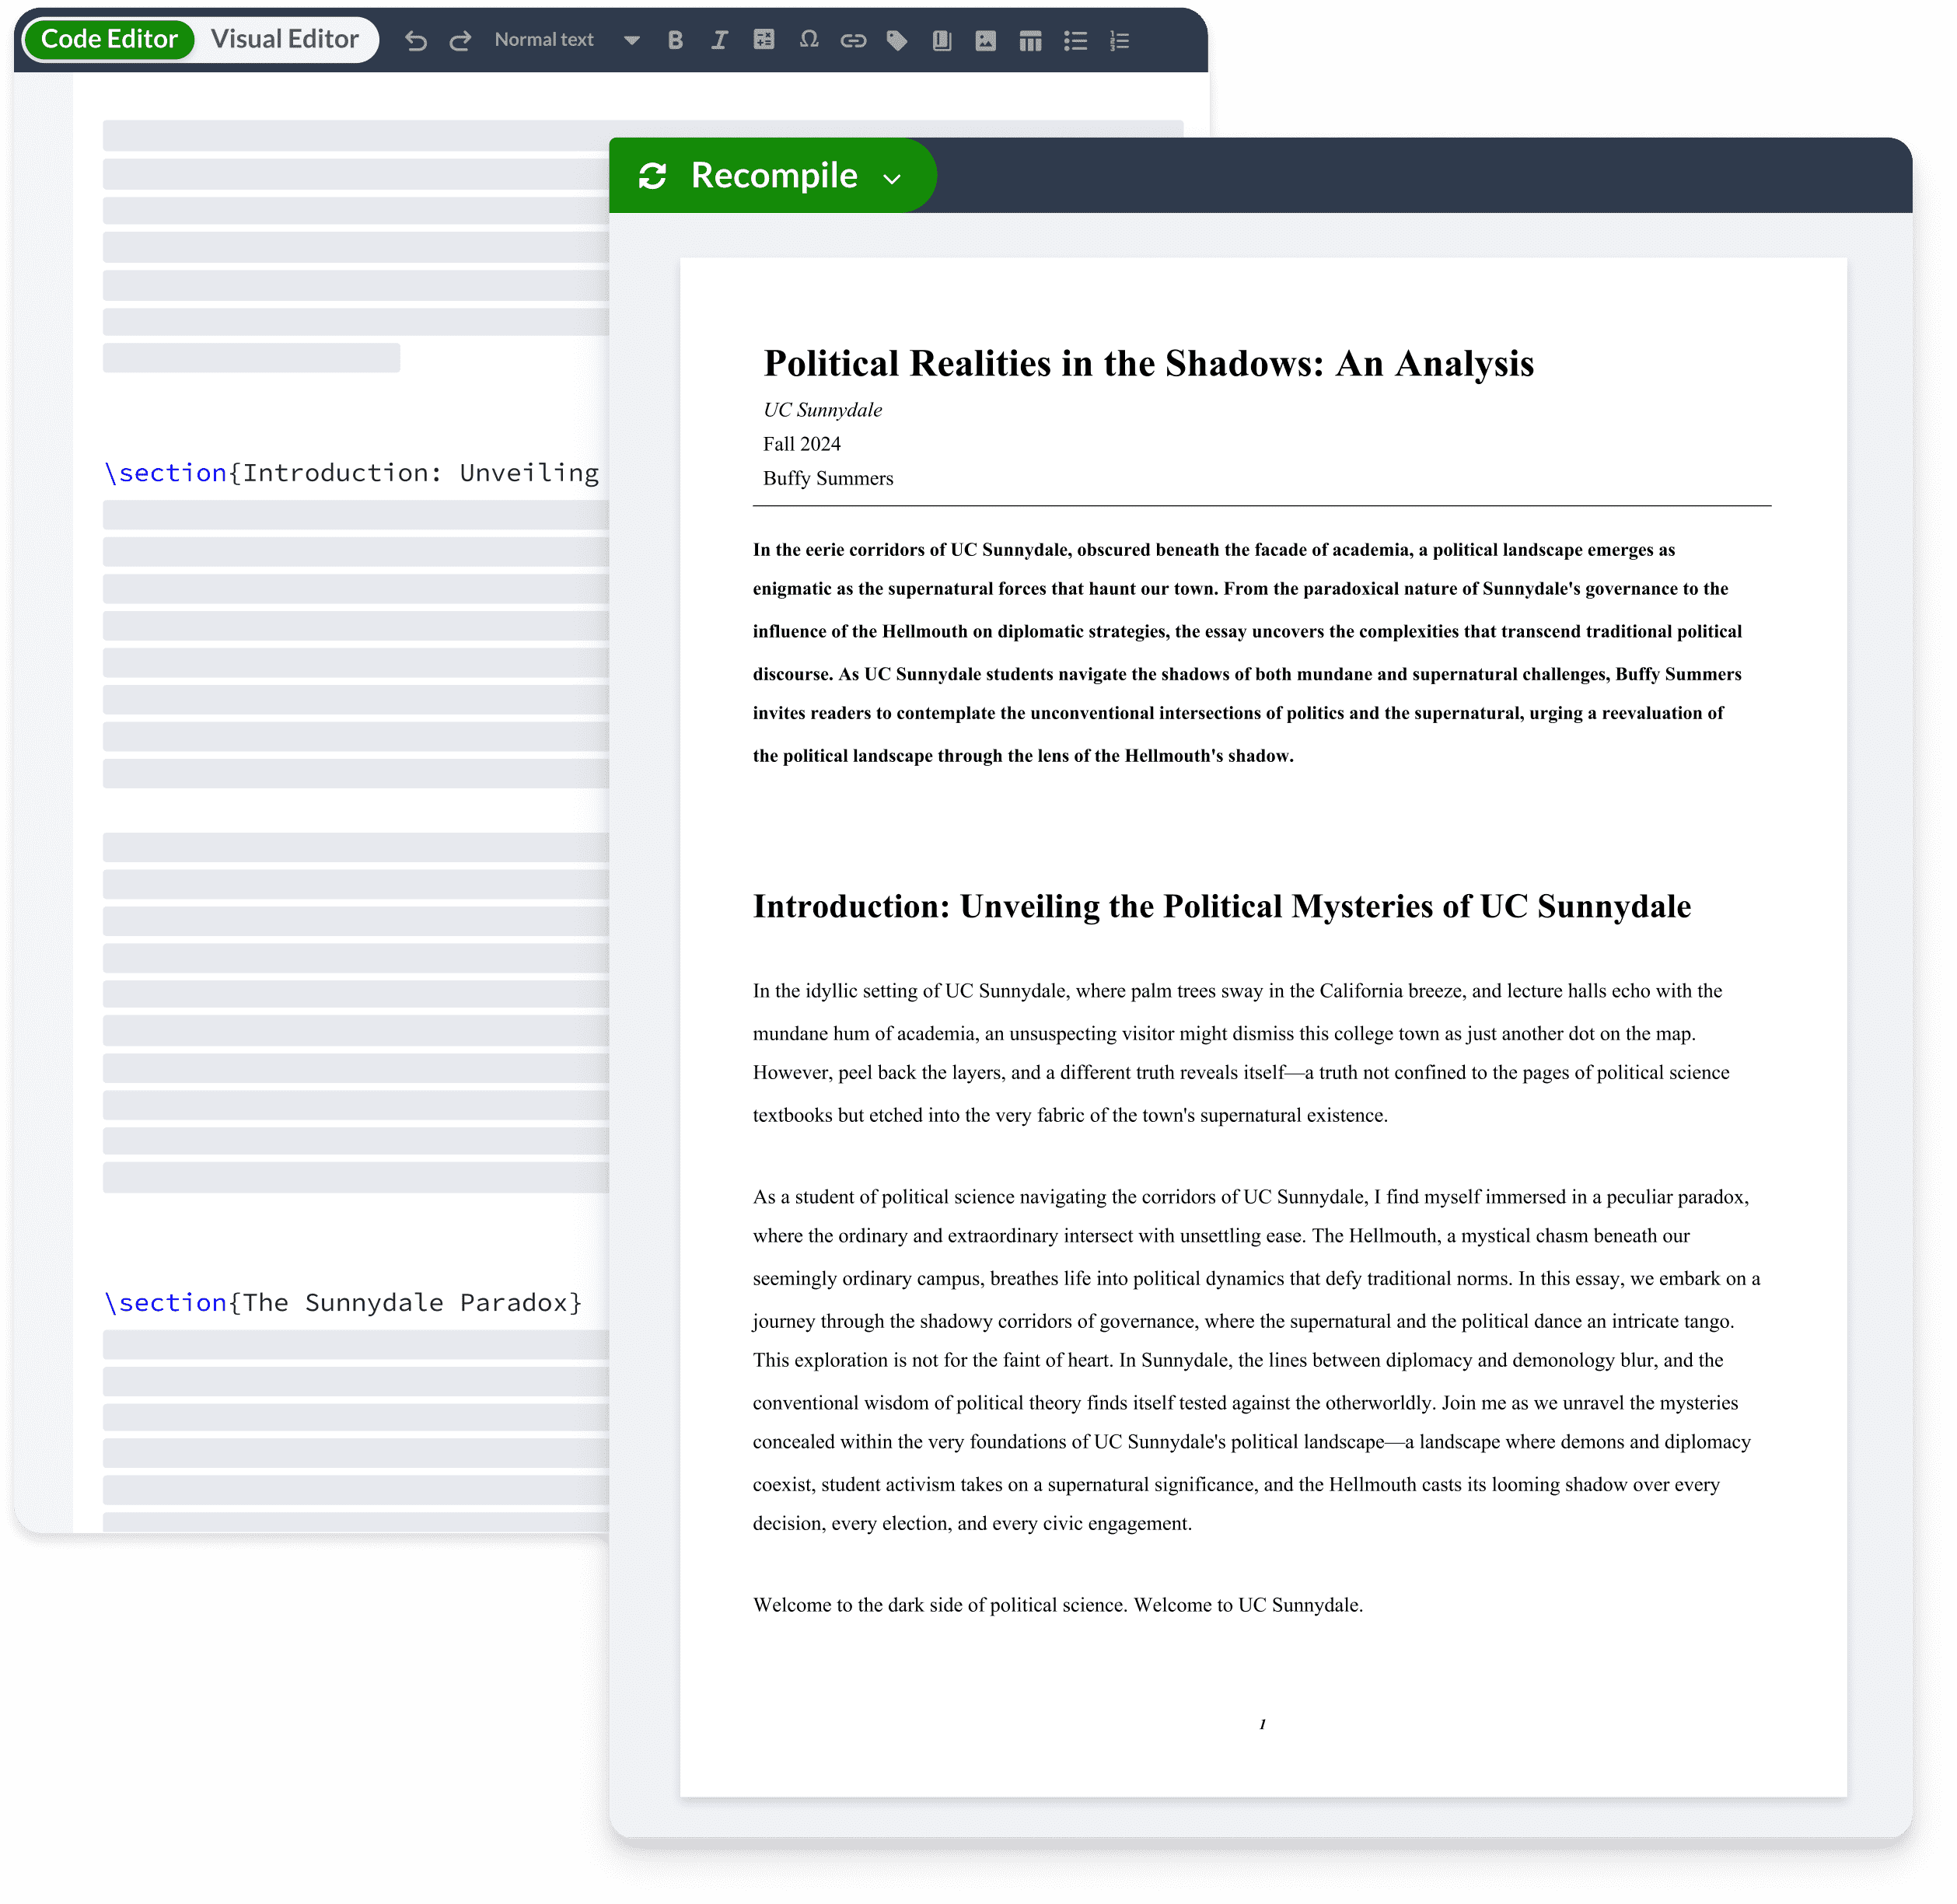 Code Editor Visual Editor Normal text
\section{Introduction: Unveiling
\section{The Sunnydale Paradox}
Recompile
Political Realities in the Shadows: An Analysis
UC Sunnydale
Fall 2024
Buffy Summers
In the eerie corridors of UC Sunnydale, obscured beneath the facade of academia, a political landscape emerges as
enigmatic as the supernatural forces that haunt our town. From the paradoxical nature of Sunnydale's governance to the
influence of the Hellmouth on diplomatic strategies, the essay uncovers the complexities that transcend traditional political
discourse. As UC Sunnydale students navigate the shadows of both mundane and supernatural challenges, Buffy Summers
invites readers to contemplate the unconventional intersections of politics and the supernatural, urging a reevaluation of
the political landscape through the lens of the Hellmouth's shadow.
Introduction: Unveiling the Political Mysteries of UC Sunnydale
In the idyllic setting of UC Sunnydale, where palm trees sway in the California breeze, and lecture halls echo with the
mundane hum of academia, an unsuspecting visitor might dismiss this college town as just another dot on the map.
However, peel back the layers, and a different truth reveals itself—a truth not confined to the pages of political science
textbooks but etched into the very fabric of the town's supernatural existence.
As a student of political science navigating the corridors of UC Sunnydale, I find myself immersed in a peculiar paradox,
where the ordinary and extraordinary intersect with unsettling ease. The Hellmouth, a mystical chasm beneath our
seemingly ordinary campus, breathes life into political dynamics that defy traditional norms. In this essay, we embark on a
journey through the shadowy corridors of governance, where the supernatural and the political dance an intricate tango.
This exploration is not for the faint of heart. In Sunnydale, the lines between diplomacy and demonology blur, and the
conventional wisdom of political theory finds itself tested against the otherworldly. Join me as we unravel the mysteries
concealed within the very foundations of UC Sunnydale's political landscape—a landscape where demons and diplomacy
coexist, student activism takes on a supernatural significance, and the Hellmouth casts its looming shadow over every
decision, every election, and every civic engagement.
Welcome to the dark side of political science. Welcome to UC Sunnydale.
1